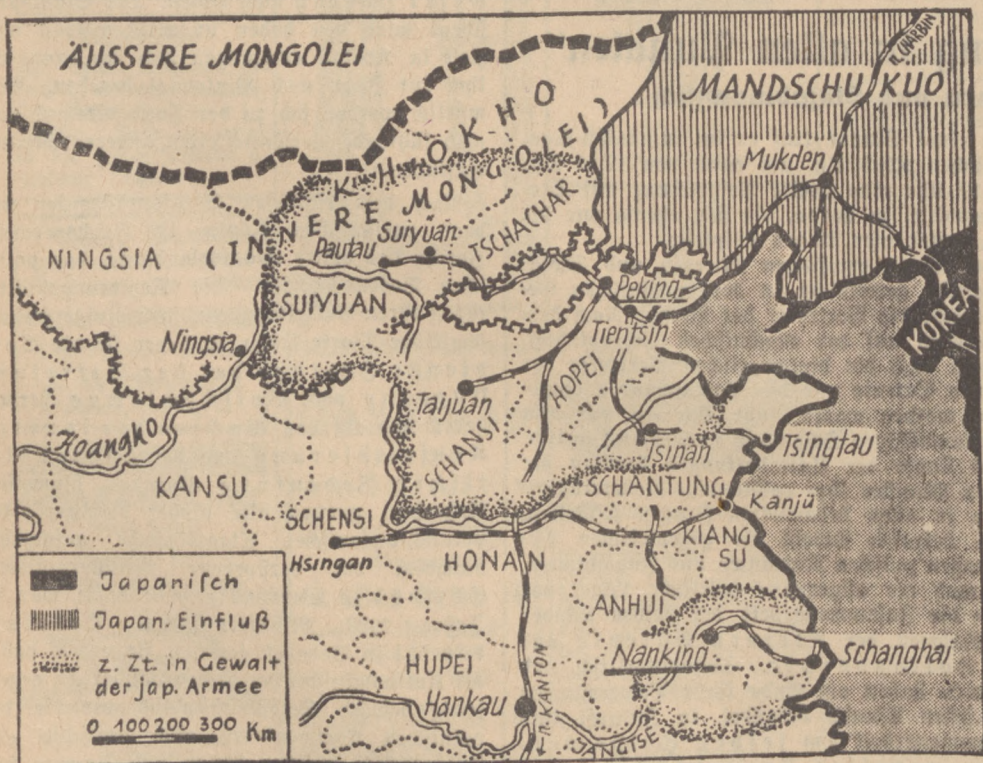 ÄUSSERE MONGOLEI
n. CHARBIN
MANDSCHUKUO
KHOKHO
(INNERE MONGOLEI)
Mukden
NINGSIA
Pautau
Suiyüan
TSCHACHAR
SUIYÜAN
Peking
KOREA
Ningsia
Tientsin
HOPEI
Taijuan
Hoangho
SCHANSI
Tsinan
Tsingtau
KANSU
SCHANTUNG
Kanjü
SCHENSI
KIANG
SU
Hsingan
HONAN
ANHUI
Nanking
Schanghai
HUPEI
Hankau
n. KANTON
JANGTSE
Japanisch
Japan. Einfluß
z. Zt. in Gewalt
der jap. Armee
0 100 200 300 Km